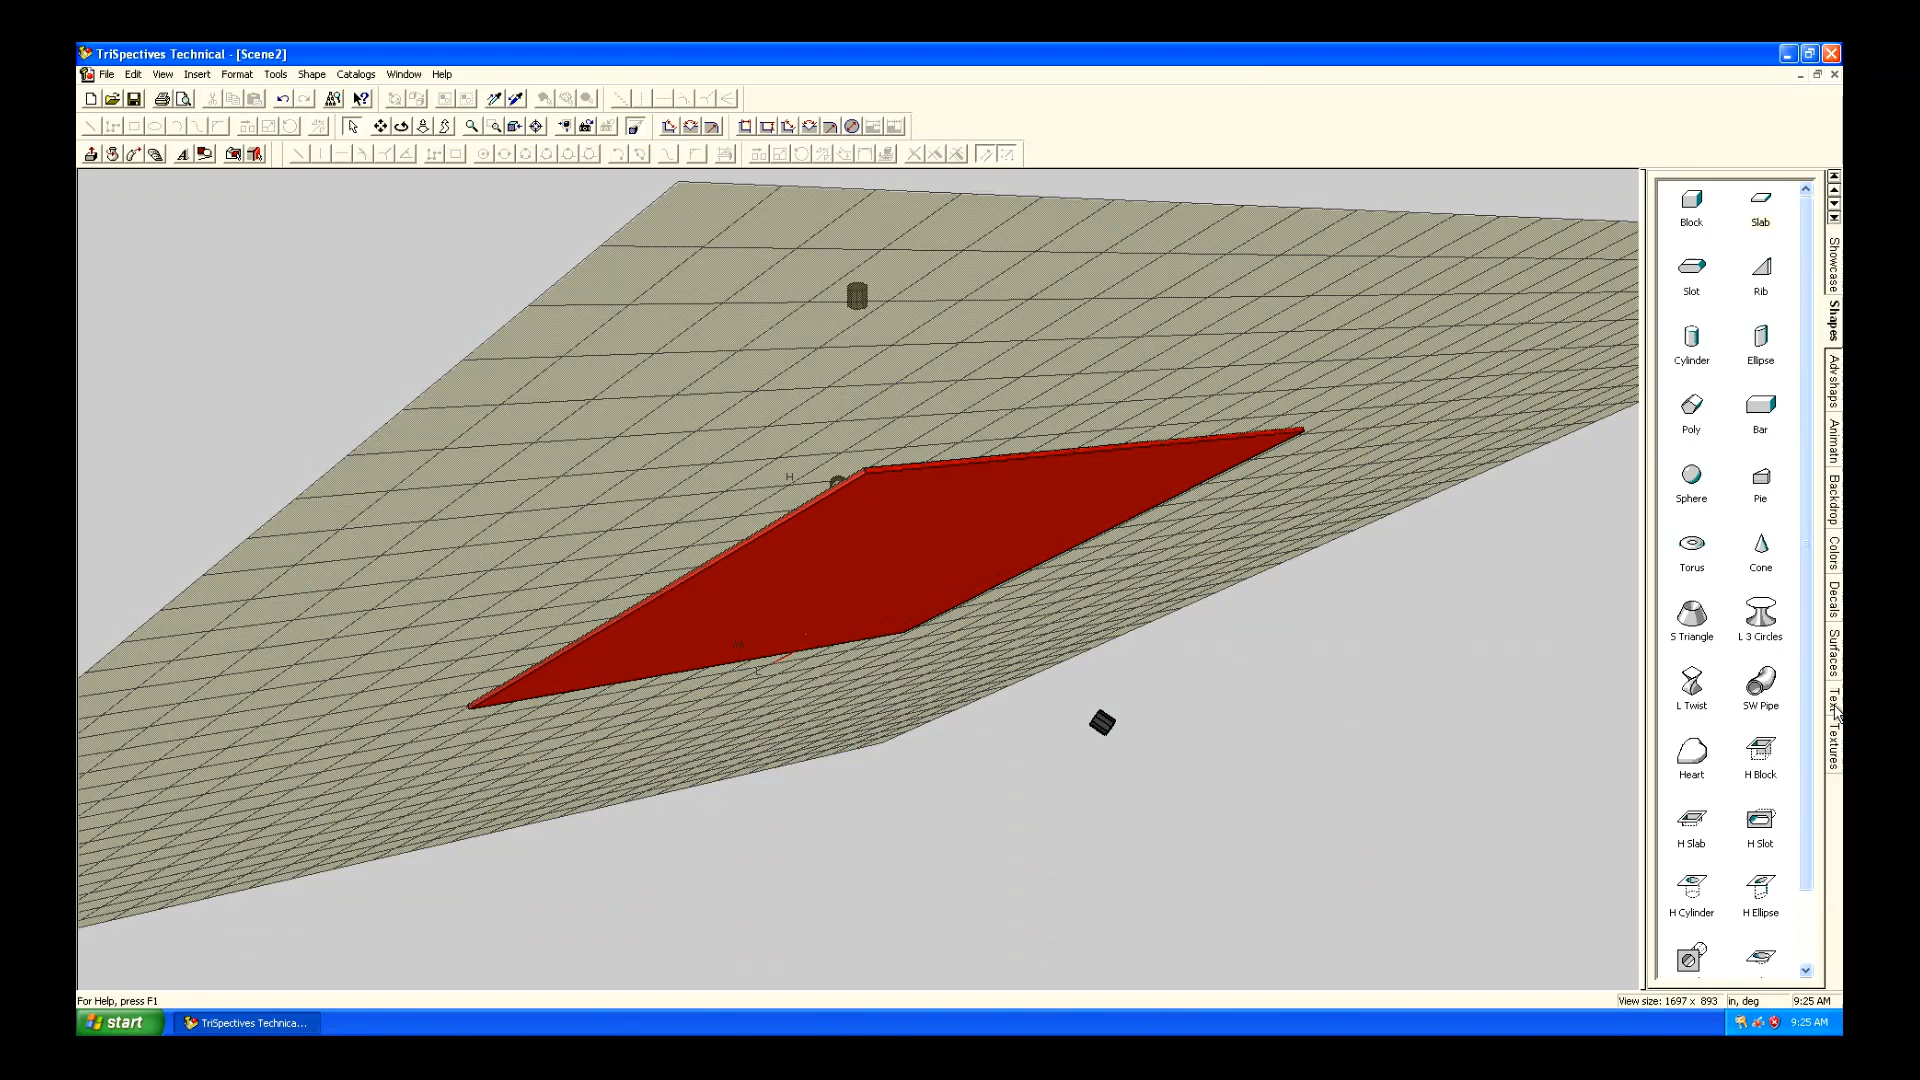 TriSpectives Technical - [Scene2]
File Edit View Insert Format Tools Shape Catalogs Window Help
Block Slab
Slot Rib
Cylinder Ellipse
Poly Bar
Sphere Pie
Torus Cone
S Triangle L 3 Circles
L Twist SW Pipe
Heart H Block
H Slab H Slot
H Cylinder H Ellipse
Showcase
Shapes
Advshaps
Animatn
Backdrop
Colors
Decals
Surfaces
Text
Textures
H
L
For Help, press F1
View size: 1697 x 893 in, deg 9:25 AM
start TriSpectives Technica... 9:25 AM